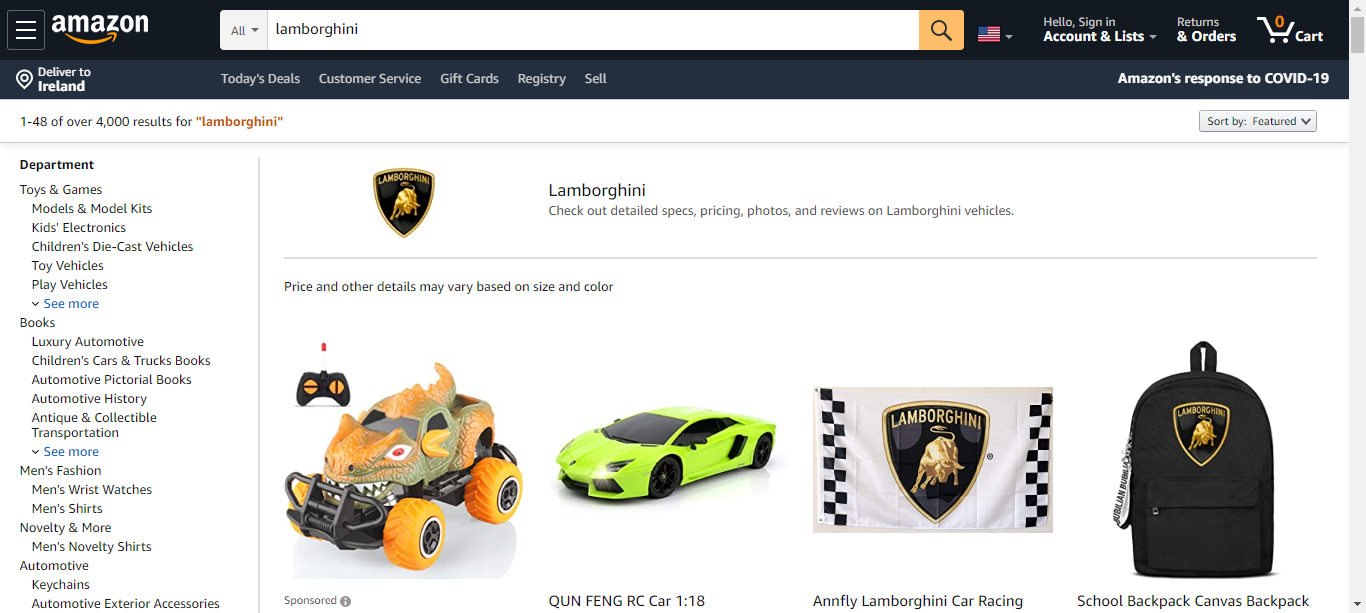 amazon
All
lamborghini
Hello, Sign in
Account & Lists
Returns
& Orders
0
Cart
Deliver to
Ireland
Today's Deals
Customer Service
Gift Cards
Registry
Sell
Amazon's response to COVID-19
1-48 of over 4,000 results for "lamborghini"
Sort by: Featured
Department
Toys & Games
Models & Model Kits
Kids' Electronics
Children's Die-Cast Vehicles
Toy Vehicles
Play Vehicles
See more
Books
Luxury Automotive
Children's Cars & Trucks Books
Automotive Pictorial Books
Automotive History
Antique & Collectible
Transportation
See more
Men's Fashion
Men's Wrist Watches
Men's Shirts
Novelty & More
Men's Novelty Shirts
Automotive
Keychains
Automotive Exterior Accessories
LAMBORGHINI
Lamborghini
Check out detailed specs, pricing, photos, and reviews on Lamborghini vehicles.
Price and other details may vary based on size and color
LAMBORGHINI
®
LAMBORGHINI
Sponsored
QUN FENG RC Car 1:18
Annfly Lamborghini Car Racing
School Backpack Canvas Backpack